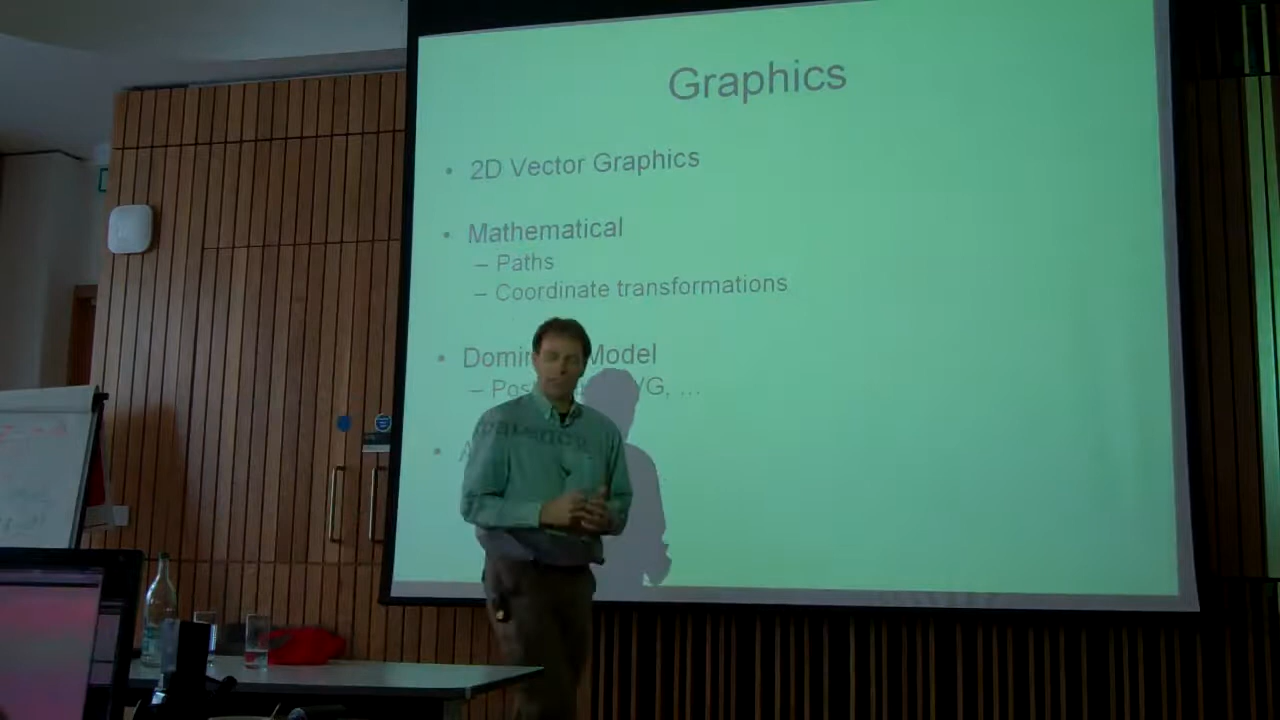 Graphics
• 2D Vector Graphics
• Mathematical
– Paths
– Coordinate transformations
• Model
– /G, …
•